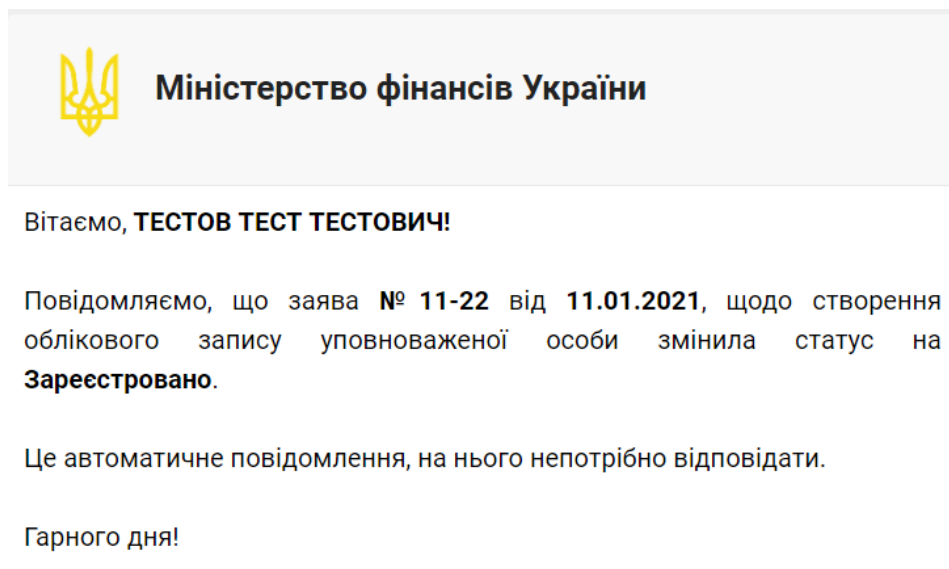 Міністерство фінансів України
Вітаємо, ТЕСТОВ ТЕСТ ТЕСТОВИЧ!
Повідомляємо, що заява № 11-22 від 11.01.2021, щодо створення
облікового запису уповноваженої особи змінила статус на
Зареєстровано.
Це автоматичне повідомлення, на нього непотрібно відповідати.
Гарного дня!